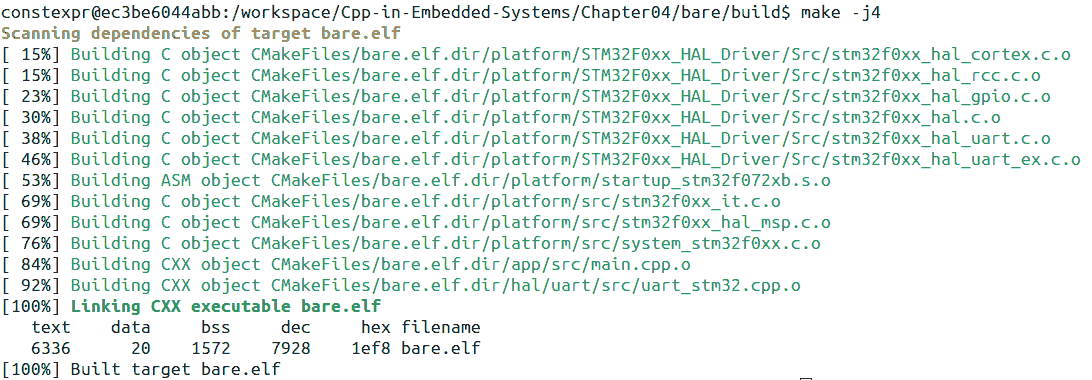 constexpr@ec3be6044abb:/workspace/Cpp-in-Embedded-Systems/Chapter04/bare/build$ make -j4
Scanning dependencies of target bare.elf
[ 15%] Building C object CMakeFiles/bare.elf.dir/platform/STM32F0xx_HAL_Driver/Src/stm32f0xx_hal_cortex.c.o
[ 15%] Building C object CMakeFiles/bare.elf.dir/platform/STM32F0xx_HAL_Driver/Src/stm32f0xx_hal_rcc.c.o
[ 23%] Building C object CMakeFiles/bare.elf.dir/platform/STM32F0xx_HAL_Driver/Src/stm32f0xx_hal_gpio.c.o
[ 30%] Building C object CMakeFiles/bare.elf.dir/platform/STM32F0xx_HAL_Driver/Src/stm32f0xx_hal.c.o
[ 38%] Building C object CMakeFiles/bare.elf.dir/platform/STM32F0xx_HAL_Driver/Src/stm32f0xx_hal_uart.c.o
[ 46%] Building C object CMakeFiles/bare.elf.dir/platform/STM32F0xx_HAL_Driver/Src/stm32f0xx_hal_uart_ex.c.o
[ 53%] Building ASM object CMakeFiles/bare.elf.dir/platform/startup_stm32f072xb.s.o
[ 69%] Building C object CMakeFiles/bare.elf.dir/platform/src/stm32f0xx_it.c.o
[ 69%] Building C object CMakeFiles/bare.elf.dir/platform/src/stm32f0xx_hal_msp.c.o
[ 76%] Building C object CMakeFiles/bare.elf.dir/platform/src/system_stm32f0xx.c.o
[ 84%] Building CXX object CMakeFiles/bare.elf.dir/app/src/main.cpp.o
[ 92%] Building CXX object CMakeFiles/bare.elf.dir/hal/uart/src/uart_stm32.cpp.o
[100%] Linking CXX executable bare.elf
   text    data     bss     dec     hex filename
   6336      20    1572    7928    1ef8 bare.elf
[100%] Built target bare.elf